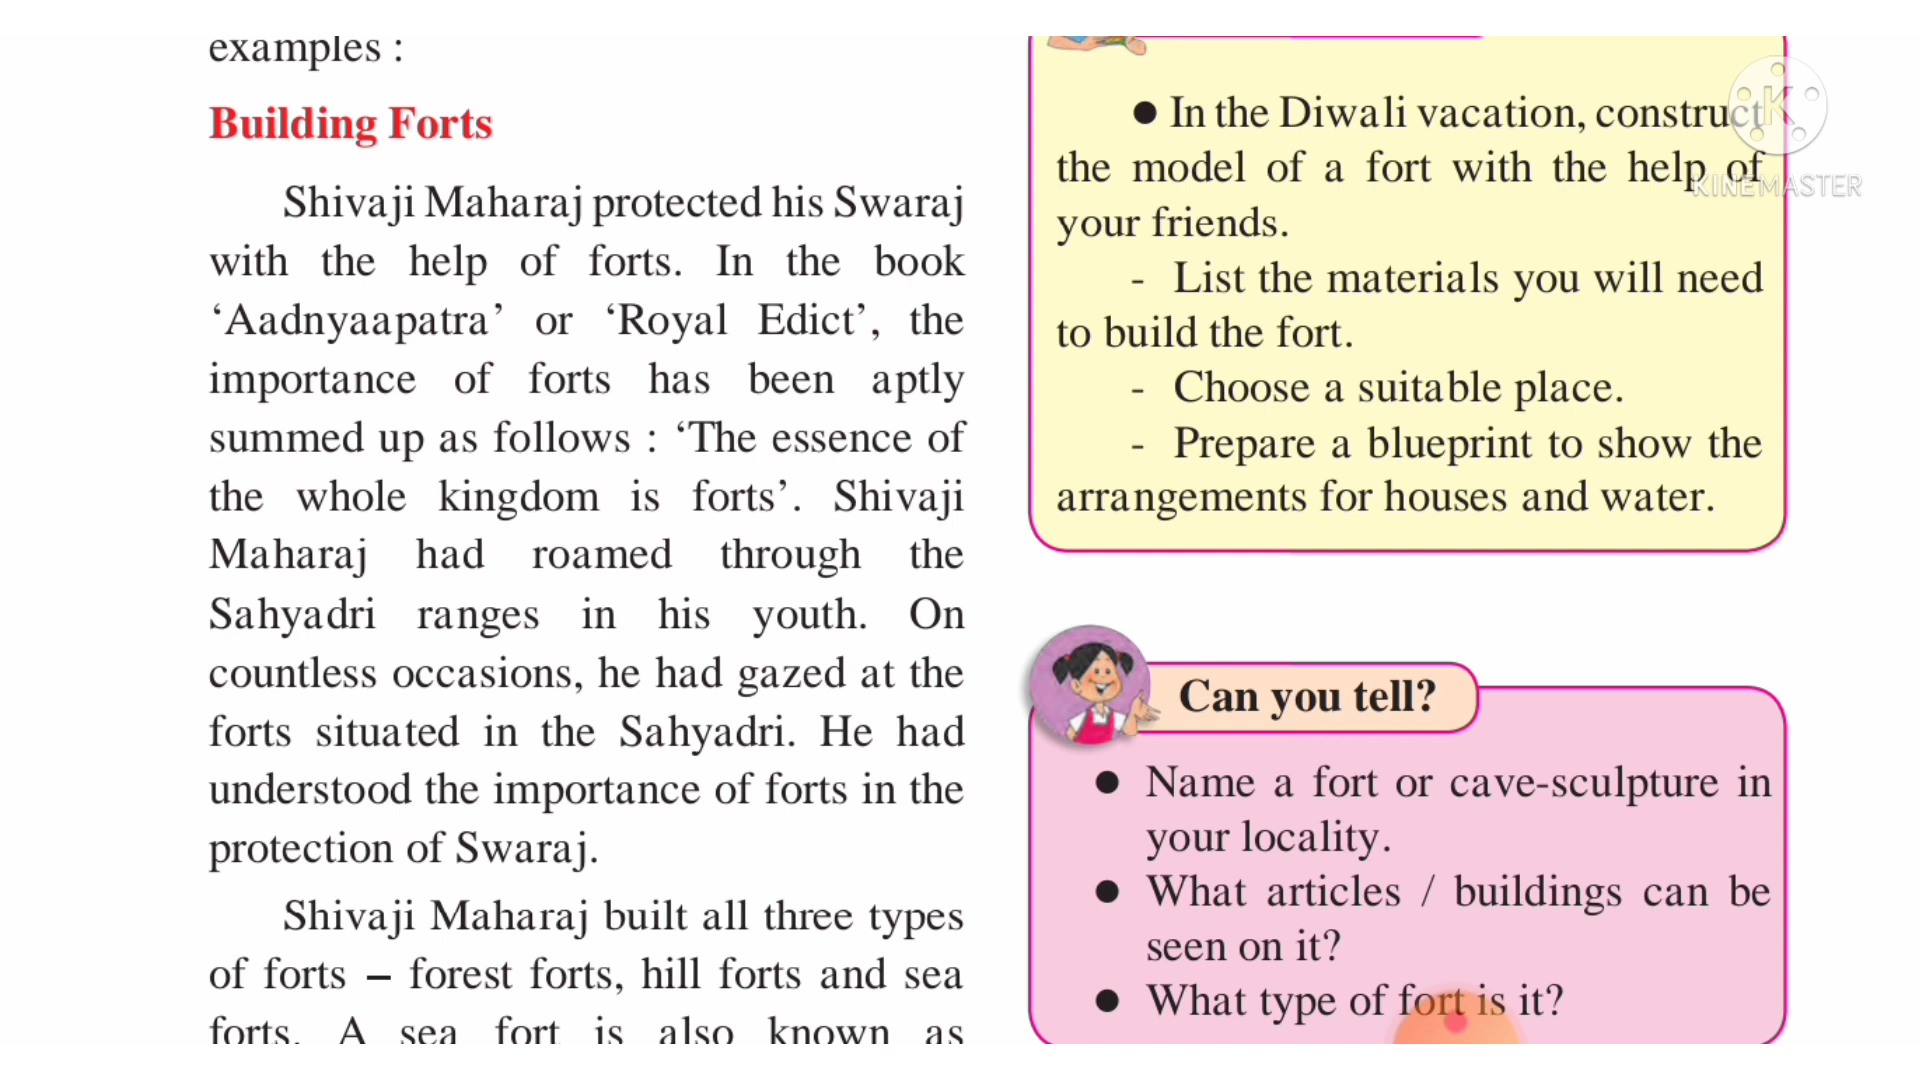 examples :
Building Forts
Shivaji Maharaj protected his Swaraj
with the help of forts. In the book
‘Aadnyaapatra’ or ‘Royal Edict’, the
importance of forts has been aptly
summed up as follows : ‘The essence of
the whole kingdom is forts’. Shivaji
Maharaj had roamed through the
Sahyadri ranges in his youth. On
countless occasions, he had gazed at the
forts situated in the Sahyadri. He had
understood the importance of forts in the
protection of Swaraj.
Shivaji Maharaj built all three types
of forts – forest forts, hill forts and sea
forts. A sea fort is also known as
● In the Diwali vacation, construct
the model of a fort with the help of
your friends.
- List the materials you will need
to build the fort.
- Choose a suitable place.
- Prepare a blueprint to show the
arrangements for houses and water.
Can you tell?
● Name a fort or cave-sculpture in
your locality.
● What articles / buildings can be
seen on it?
● What type of fort is it?
K
KINEMASTER